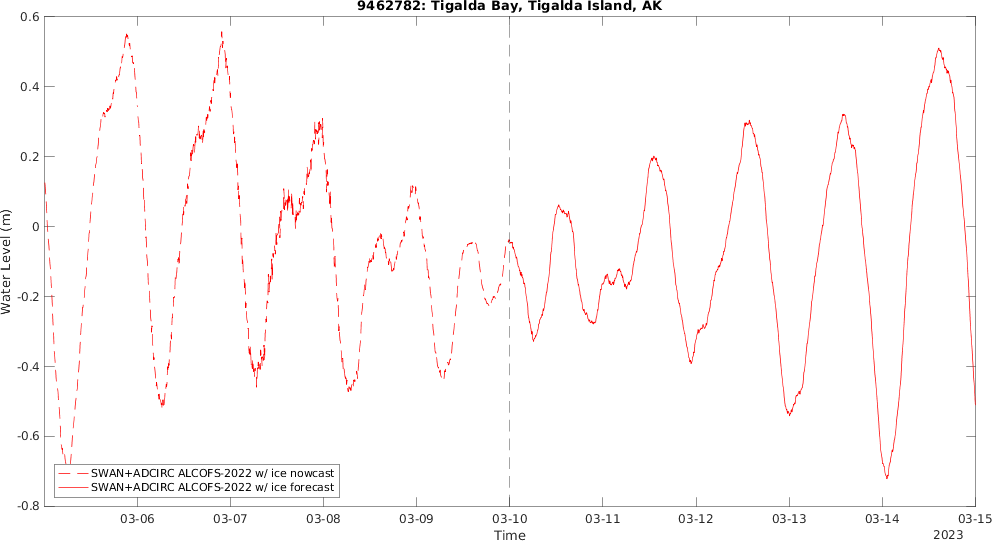 9462782: Tigalda Bay, Tigalda Island, AK
0.6
0.4
0.2
0
-0.2
-0.4
-0.6
-0.8
Water Level (m)
SWAN+ADCIRC ALCOFS-2022 w/ ice nowcast
SWAN+ADCIRC ALCOFS-2022 w/ ice forecast
03-06 03-07 03-08 03-09 03-10 03-11 03-12 03-13 03-14 03-15
Time
2023